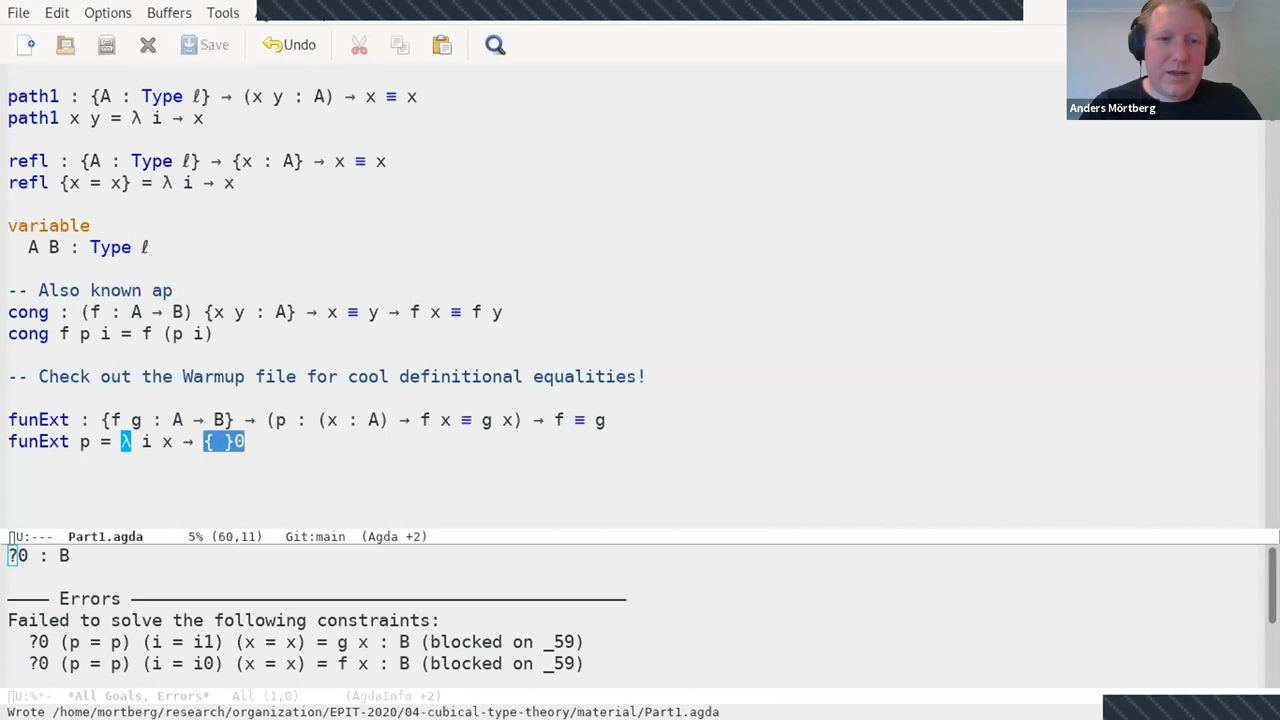 File Edit Options Buffers Tools
Save Undo
Anders Mörtberg
path1 : {A : Type ℓ} → (x y : A) → x ≡ x
path1 x y = λ i → x
refl : {A : Type ℓ} → {x : A} → x ≡ x
refl {x = x} = λ i → x
variable
A B : Type ℓ
-- Also known ap
cong : (f : A → B) {x y : A} → x ≡ y → f x ≡ f y
cong f p i = f (p i)
-- Check out the Warmup file for cool definitional equalities!
funExt : {f g : A → B} → (p : (x : A) → f x ≡ g x) → f ≡ g
funExt p = λ i x → { }0
U:--- Part1.agda 5% (60,11) Git:main (Agda +2)
?0 : B
———— Errors ————————————————————————————————
Failed to solve the following constraints:
?0 (p = p) (i = i1) (x = x) = g x : B (blocked on _59)
?0 (p = p) (i = i0) (x = x) = f x : B (blocked on _59)
U:%*- *All Goals, Errors* All (1,0) (AgdaInfo +2)
Wrote /home/mortberg/research/organization/EPIT-2020/04-cubical-type-theory/material/Part1.agda